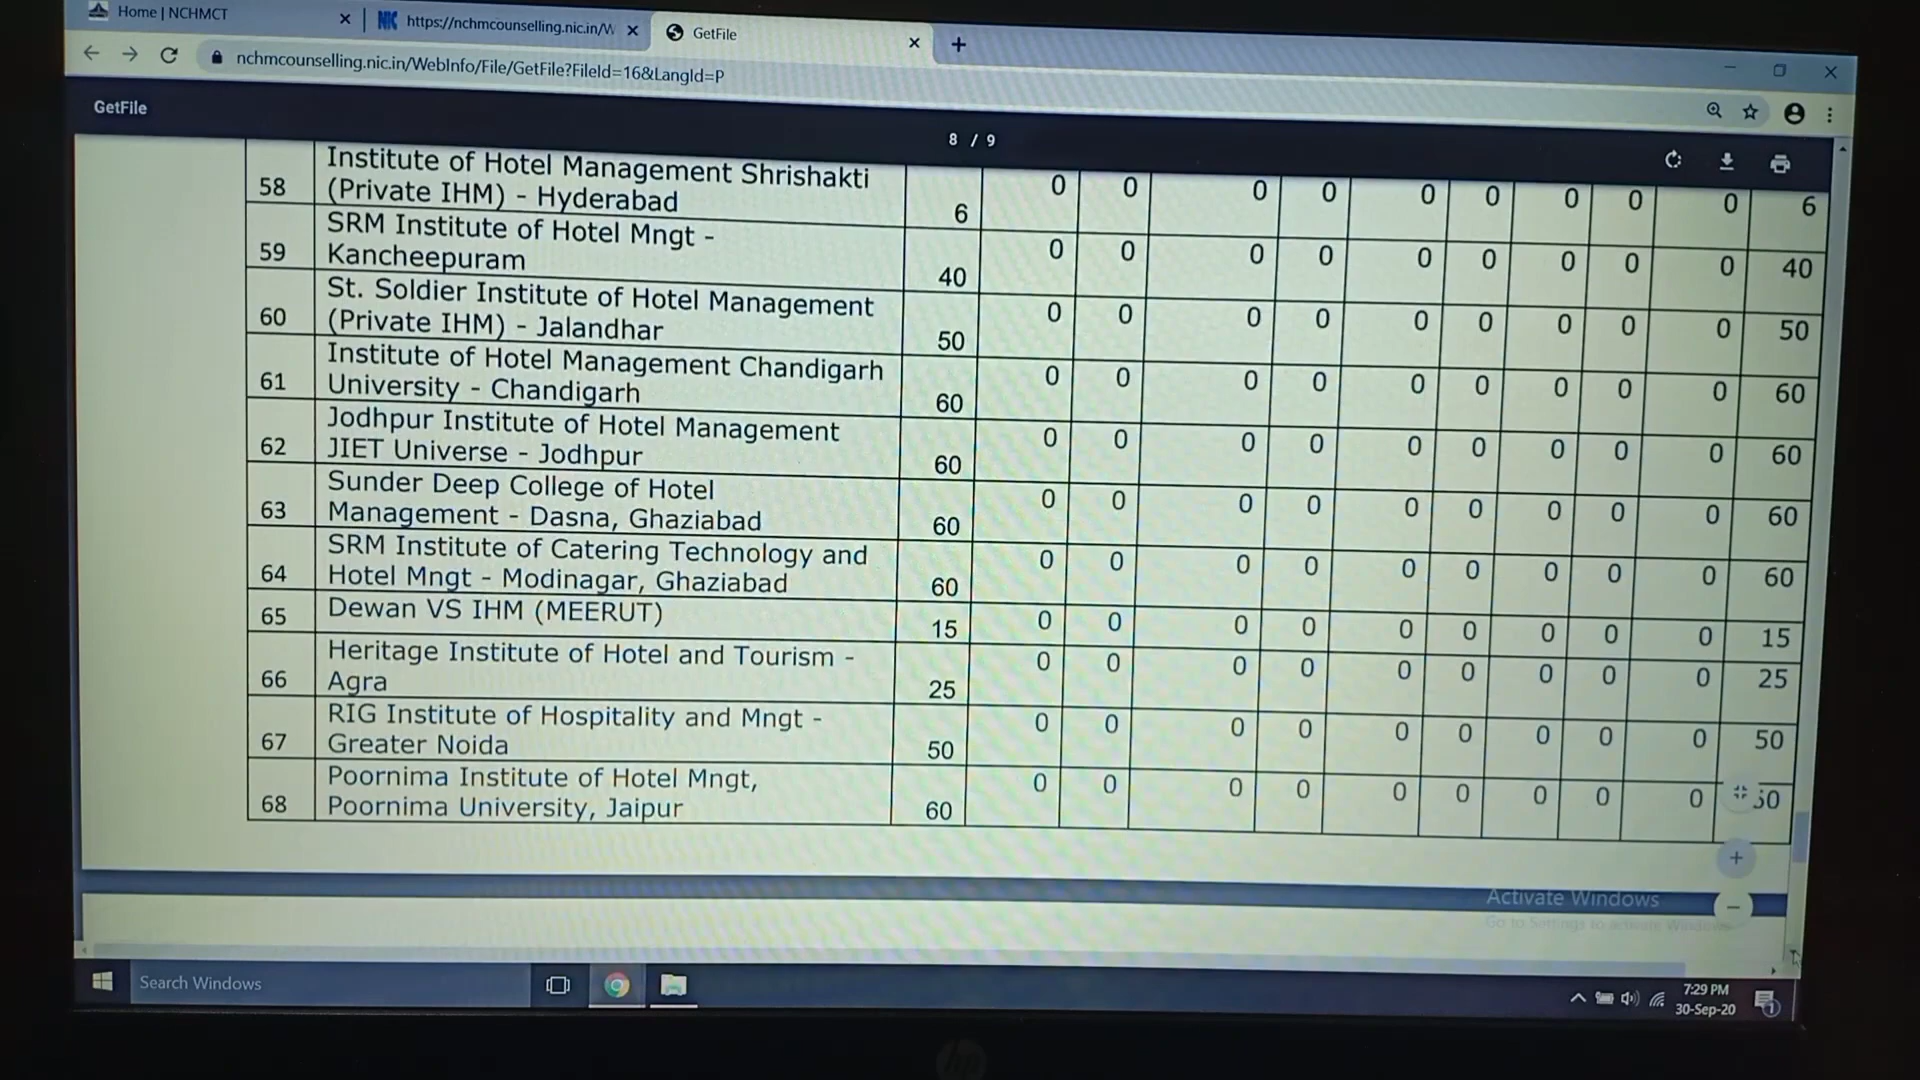 Home | NCHMCT
NIC https://nchmcounselling.nic.in/W
GetFile
nchmcounselling.nic.in/WebInfo/File/GetFile?FileId=16&LangId=P
GetFile
8 / 9
58 Institute of Hotel Management Shrishakti
(Private IHM) - Hyderabad 6 0 0 0 0 0 0 0 0 0 6
59 SRM Institute of Hotel Mngt -
Kancheepuram 40 0 0 0 0 0 0 0 0 0 40
60 St. Soldier Institute of Hotel Management
(Private IHM) - Jalandhar 50 0 0 0 0 0 0 0 0 0 50
61 Institute of Hotel Management Chandigarh
University - Chandigarh 60 0 0 0 0 0 0 0 0 0 60
62 Jodhpur Institute of Hotel Management
JIET Universe - Jodhpur 60 0 0 0 0 0 0 0 0 0 60
63 Sunder Deep College of Hotel
Management - Dasna, Ghaziabad 60 0 0 0 0 0 0 0 0 0 60
64 SRM Institute of Catering Technology and
Hotel Mngt - Modinagar, Ghaziabad 60 0 0 0 0 0 0 0 0 0 60
65 Dewan VS IHM (MEERUT) 15 0 0 0 0 0 0 0 0 0 15
66 Heritage Institute of Hotel and Tourism -
Agra 25 0 0 0 0 0 0 0 0 0 25
67 RIG Institute of Hospitality and Mngt -
Greater Noida 50 0 0 0 0 0 0 0 0 0 50
68 Poornima Institute of Hotel Mngt,
Poornima University, Jaipur 60 0 0 0 0 0 0 0 0 0
Activate Windows
Go to Settings to activate Windows.
Search Windows
7:29 PM
30-Sep-20
hp